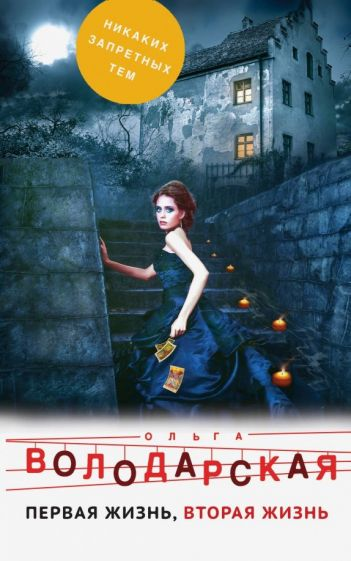 НИКАКИХ
ЗАПРЕТНЫХ
ТЕМ
ОЛЬГА
ВОЛОДАРСКАЯ
ПЕРВАЯ ЖИЗНЬ, ВТОРАЯ ЖИЗНЬ